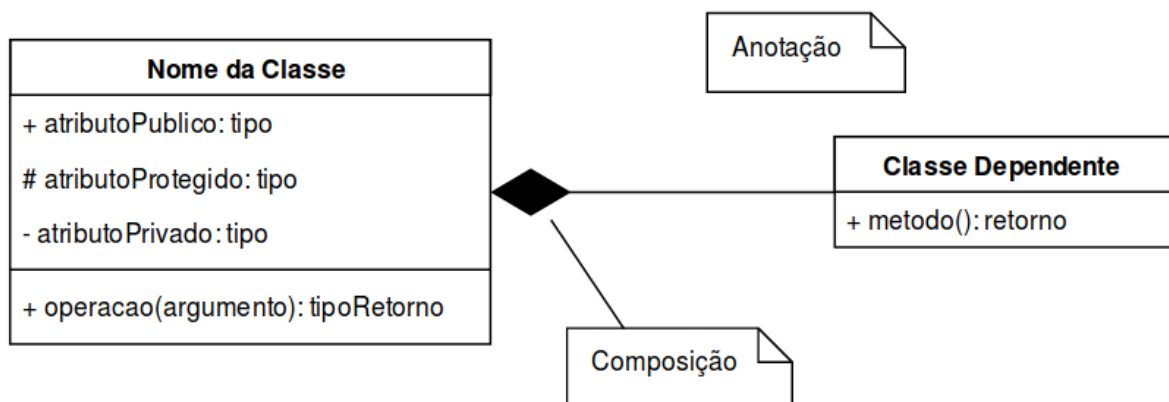 Nome da Classe
+ atributoPublico: tipo
# atributoProtegido: tipo
- atributoPrivado: tipo
+ operacao(argumento): tipoRetorno
Anotação
Classe Dependente
+ metodo(): retorno
Composição